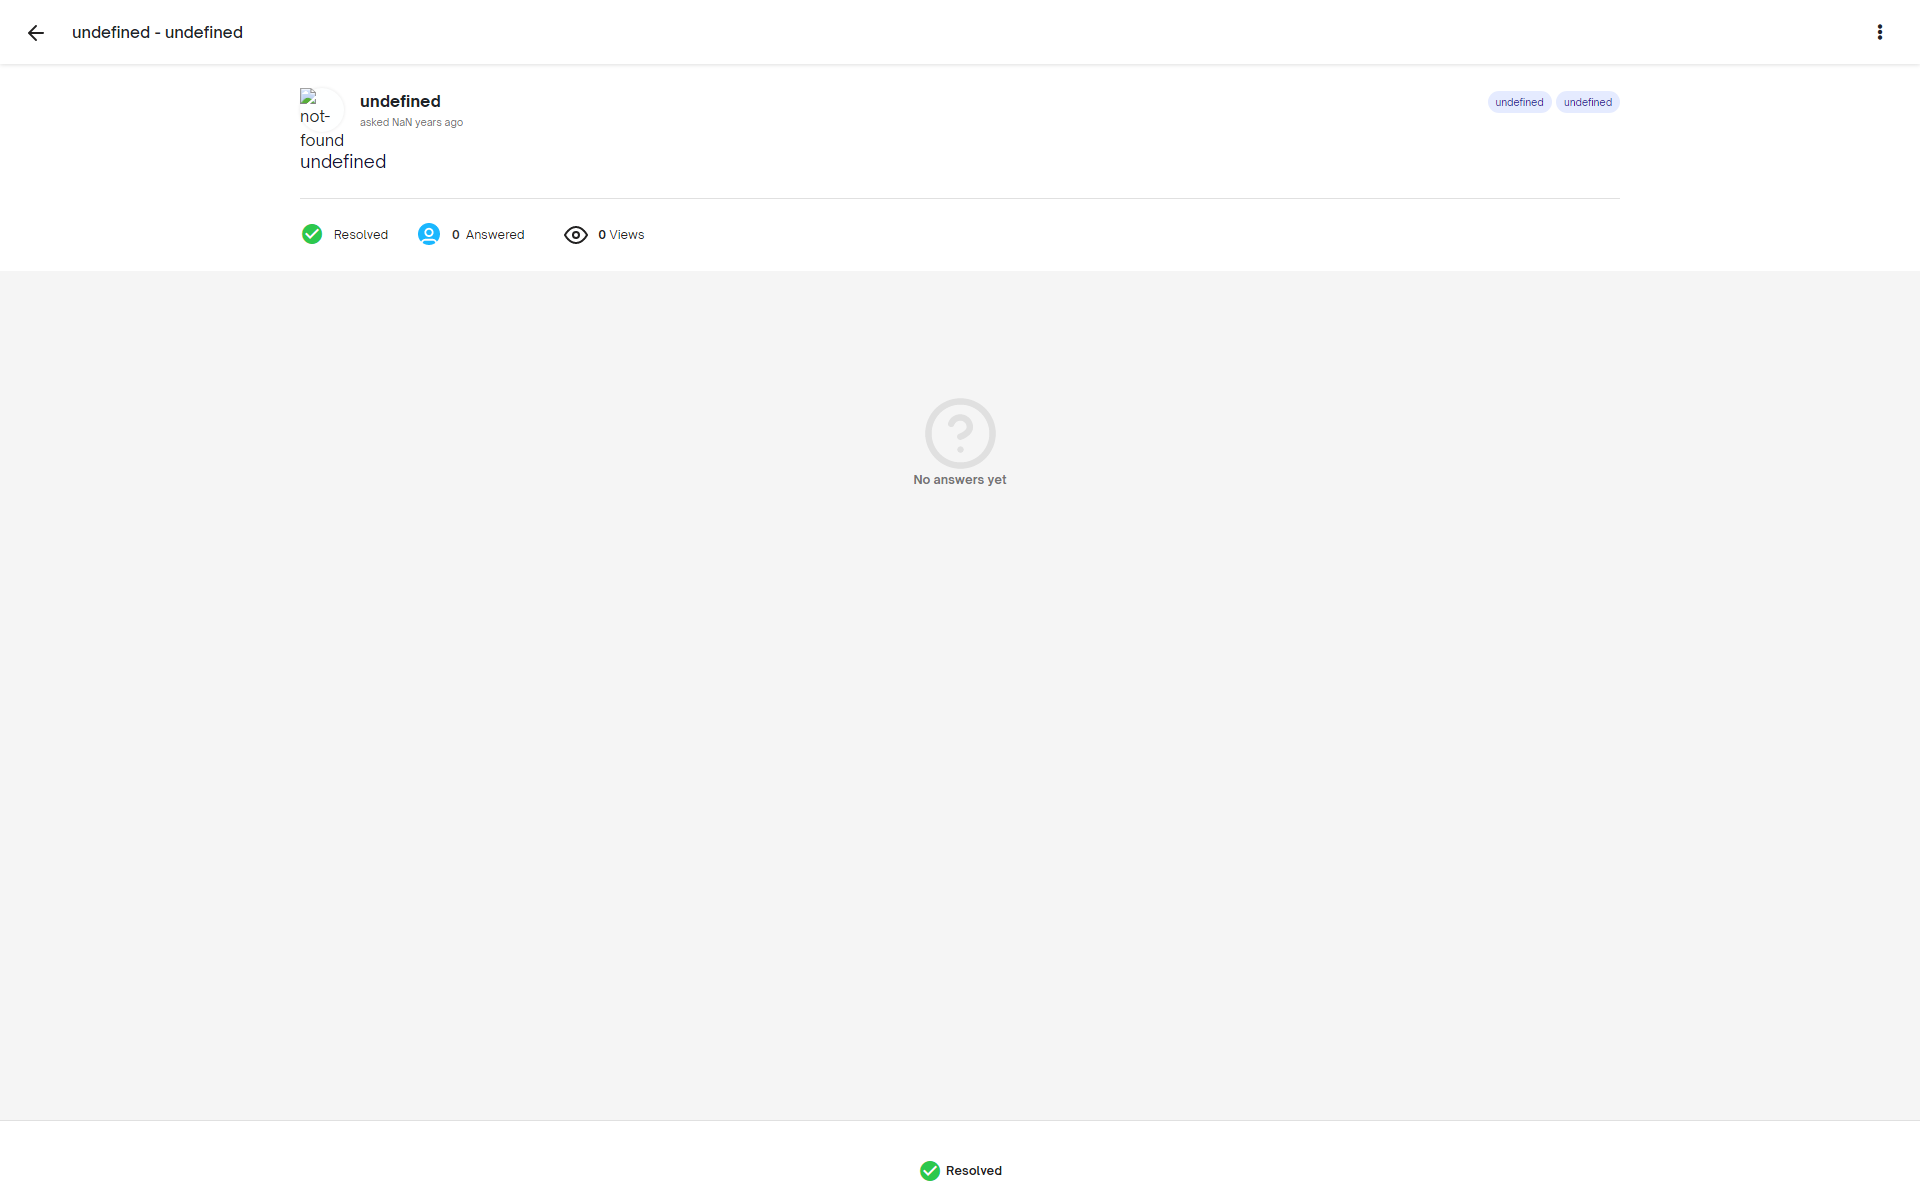 undefined - undefined
undefined
asked NaN years ago
undefined undefined
not-
found
undefined
Resolved 0 Answered 0 Views
No answers yet
Resolved